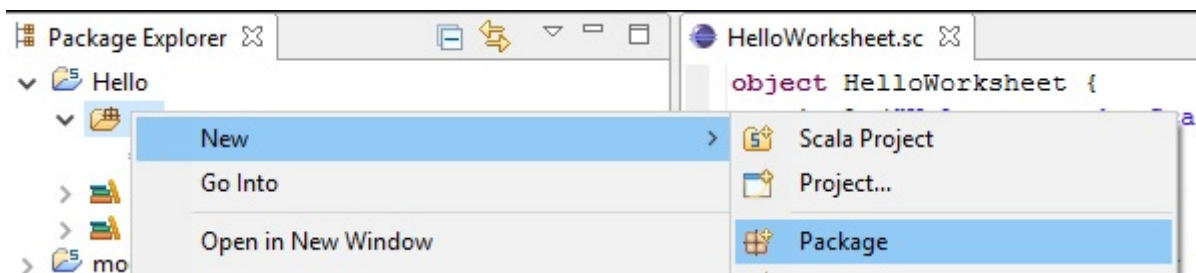 Package Explorer
HelloWorksheet.sc
Hello
object HelloWorksheet {
New
Scala Project
Go Into
Project...
Open in New Window
Package
mo